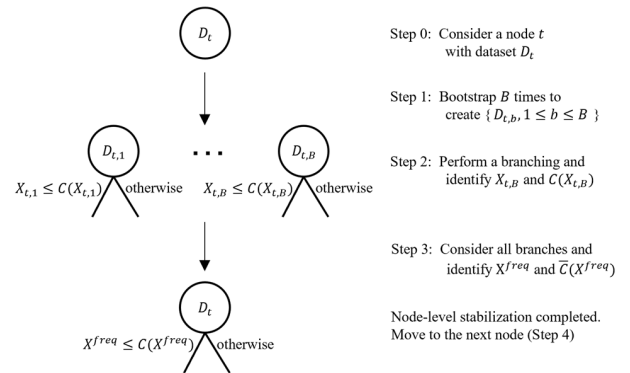 D_t
Step 0: Consider a node t
with dataset D_t
Step 1: Bootstrap B times to
create { D_{t,b}, 1 ≤ b ≤ B }
D_{t,1}
...
D_{t,B}
Step 2: Perform a branching and
identify X_{t,B} and C(X_{t,B})
X_{t,1} ≤ C(X_{t,1})
otherwise
X_{t,B} ≤ C(X_{t,B})
otherwise
Step 3: Consider all branches and
identify X^{freq} and C̅(X^{freq})
D_t
Node-level stabilization completed.
Move to the next node (Step 4)
X^{freq} ≤ C(X^{freq})
otherwise